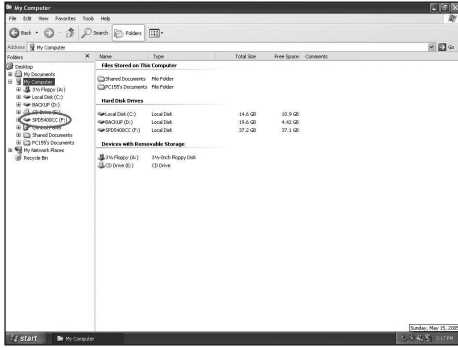 My Computer
File Edit View Favorites Tools Help
Back Search Folders
Address My Computer Go
Folders X Name Type Total Size Free Space Comments
Desktop
My Documents
My Computer
3½ Floppy (A:)
Local Disk (C:)
BACKUP (D:)
CD Drive (E:)
SPD5400CC (F:)
Control Panel
Shared Documents
PC155's Documents
My Network Places
Recycle Bin
Files Stored on This Computer
Shared Documents File Folder
PC155's Documents File Folder
Hard Disk Drives
Local Disk (C:) Local Disk 14.6 GB 10.9 GB
BACKUP (D:) Local Disk 19.6 GB 4.42 GB
SPD5400CC (F:) Local Disk 37.2 GB 37.1 GB
Devices with Removable Storage
3½ Floppy (A:) 3½-Inch Floppy Disk
CD Drive (E:) CD Drive
Sunday, May 15, 2005
start My Computer 3:17 PM